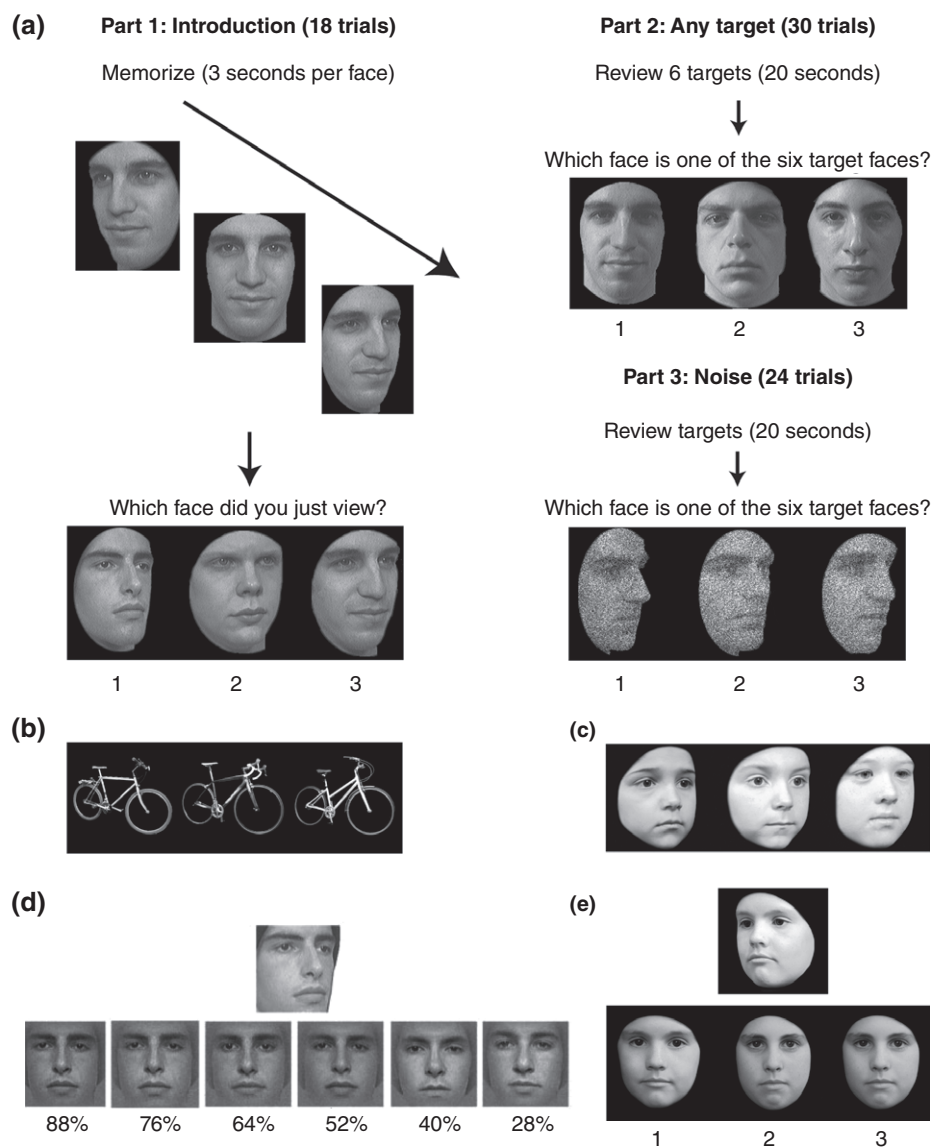 (a)
Part 1: Introduction (18 trials)
Memorize (3 seconds per face)
Which face did you just view?
1 2 3
Part 2: Any target (30 trials)
Review 6 targets (20 seconds)
Which face is one of the six target faces?
1 2 3
Part 3: Noise (24 trials)
Review targets (20 seconds)
Which face is one of the six target faces?
1 2 3
(b)
(c)
(d)
88% 76% 64% 52% 40% 28%
(e)
1 2 3